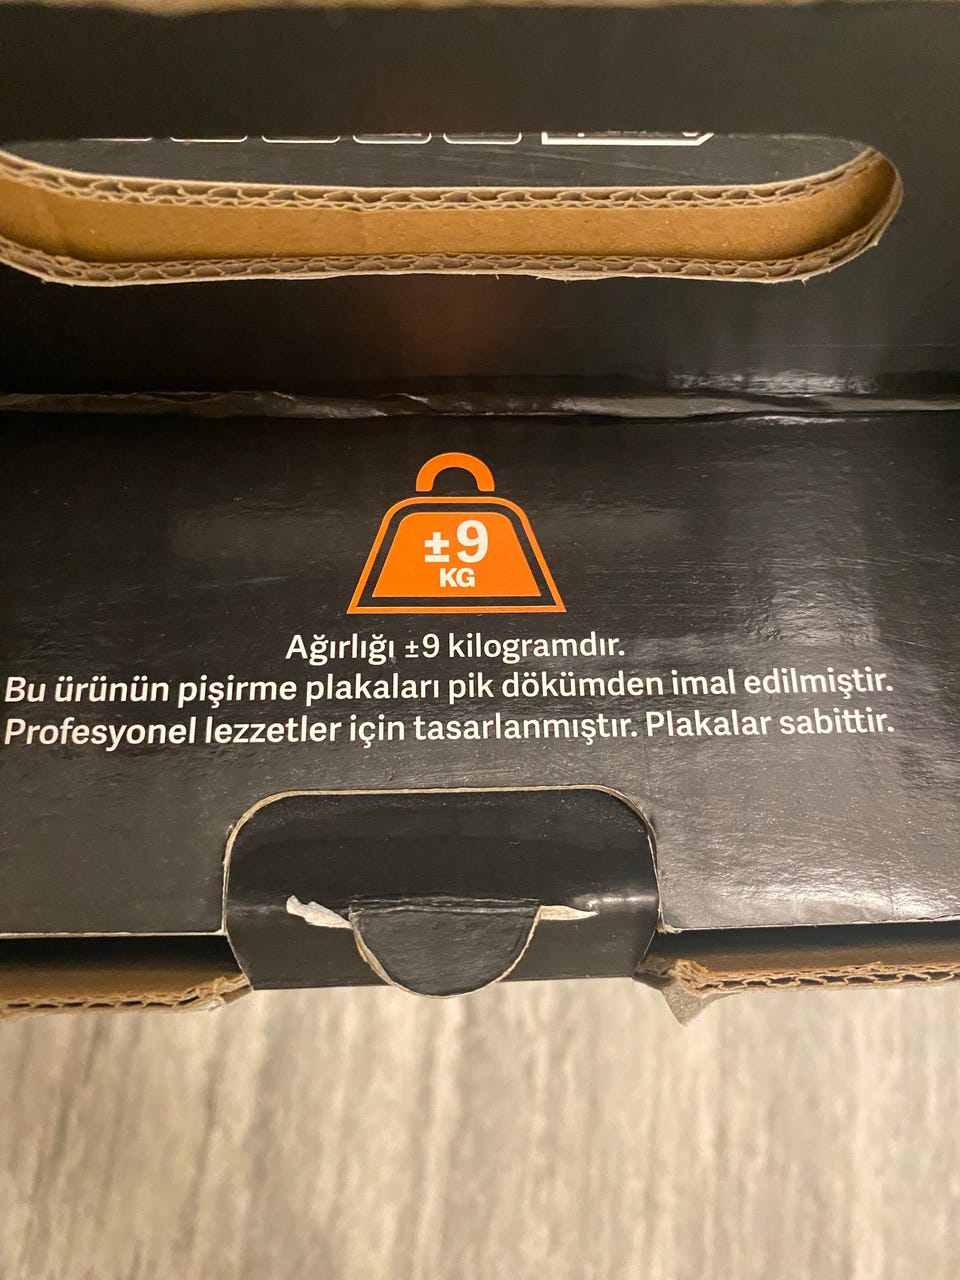 ±9
KG
Ağırlığı ±9 kilogramdır.
Bu ürünün pişirme plakaları pik dökümden imal edilmiştir.
Profesyonel lezzetler için tasarlanmıştır. Plakalar sabittir.